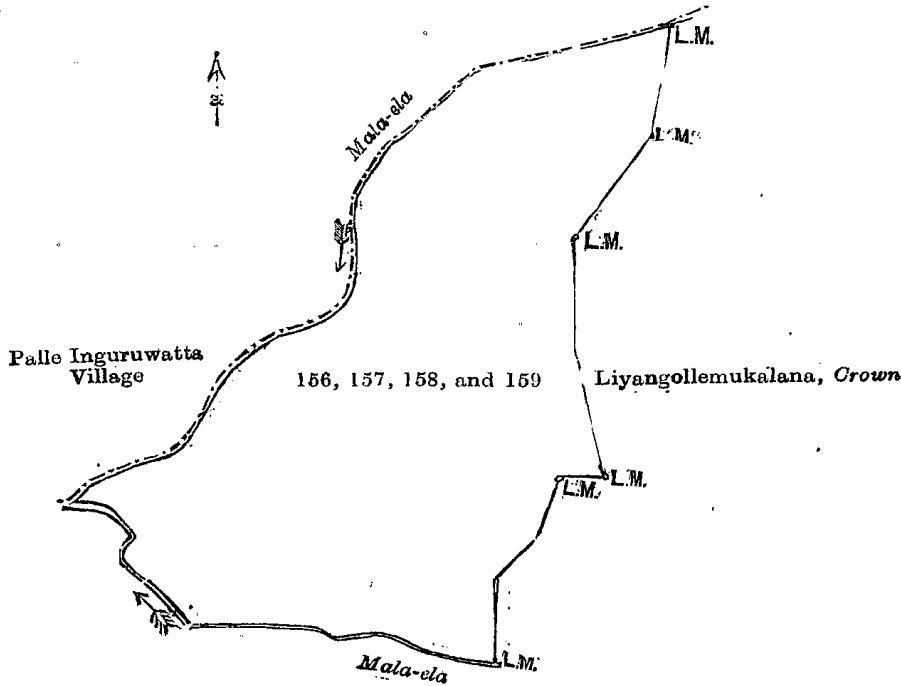 L.M.
Mala-ela
L.M.
L.M.
Palle Inguruwatta
Village
156, 157, 158, and 159
Liyangollemukalana, Crown
L.M.
L.M.
L.M.
Mala-ela